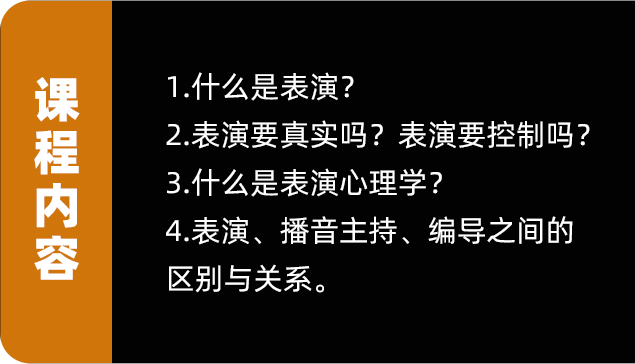 课程内容
1.什么是表演？
2.表演要真实吗？表演要控制吗？
3.什么是表演心理学？
4.表演、播音主持、编导之间的
区别与关系。